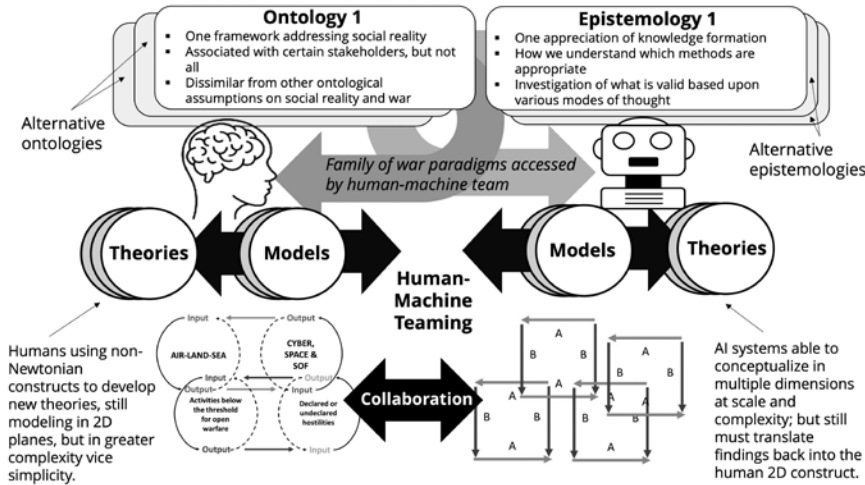 Ontology 1
▪ One framework addressing social reality
▪ Associated with certain stakeholders, but not
all
▪ Dissimilar from other ontological
assumptions on social reality and war
Epistemology 1
▪ One appreciation of knowledge formation
▪ How we understand which methods are
appropriate
▪ Investigation of what is valid based upon
various modes of thought
Alternative
ontologies
Alternative
epistemologies
Family of war paradigms accessed
by human-machine team
Theories
Models
Models
Theories
Human-
Machine
Teaming
Humans using non-
Newtonian
constructs to develop
new theories, still
modeling in 2D
planes, but in greater
complexity vice
simplicity.
Input
Output
AIR-LAND-SEA
CYBER,
SPACE &
SOF
Input
Output
Output
Input
Activities below
the threshold
for open
warfare
Declared or
undeclared
hostilities
Output
Input
Collaboration
A
B
B
A
A
B
B
A
A
B
B
A
A
B
B
A
AI systems able to
conceptualize in
multiple dimensions
at scale and
complexity; but still
must translate
findings back into the
human 2D construct.